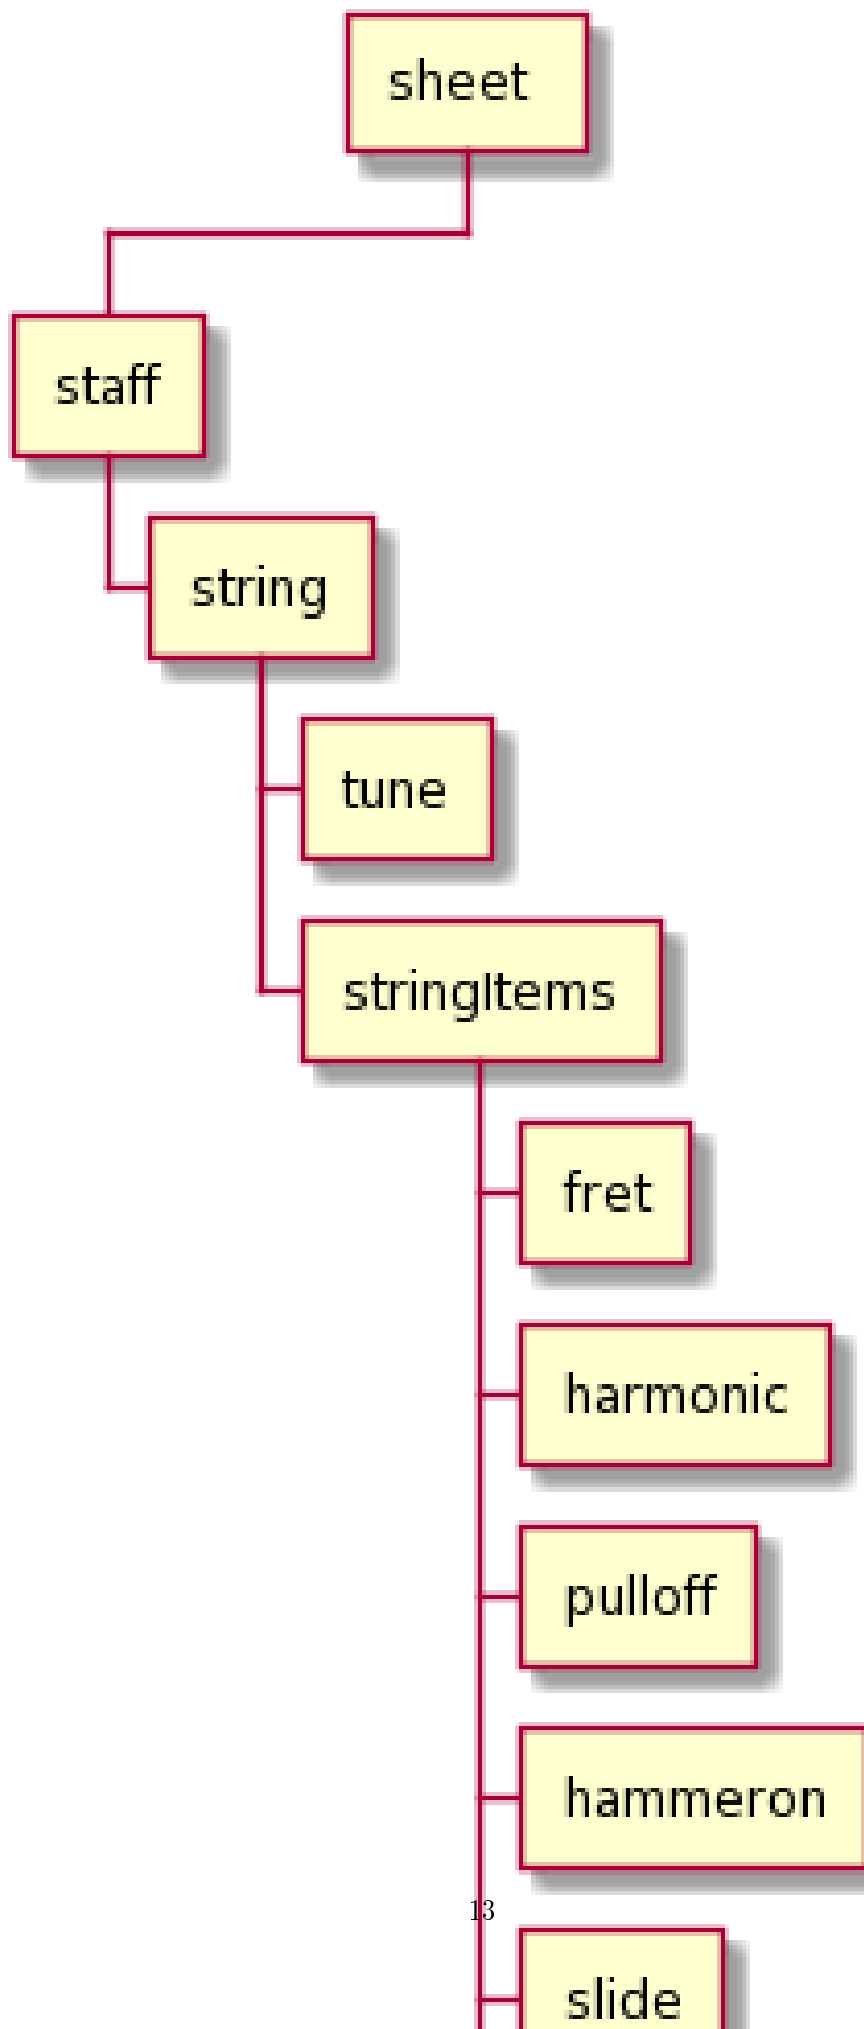 sheet
staff
string
tune
stringItems
fret
harmonic
pulloff
hammeron
13
slide